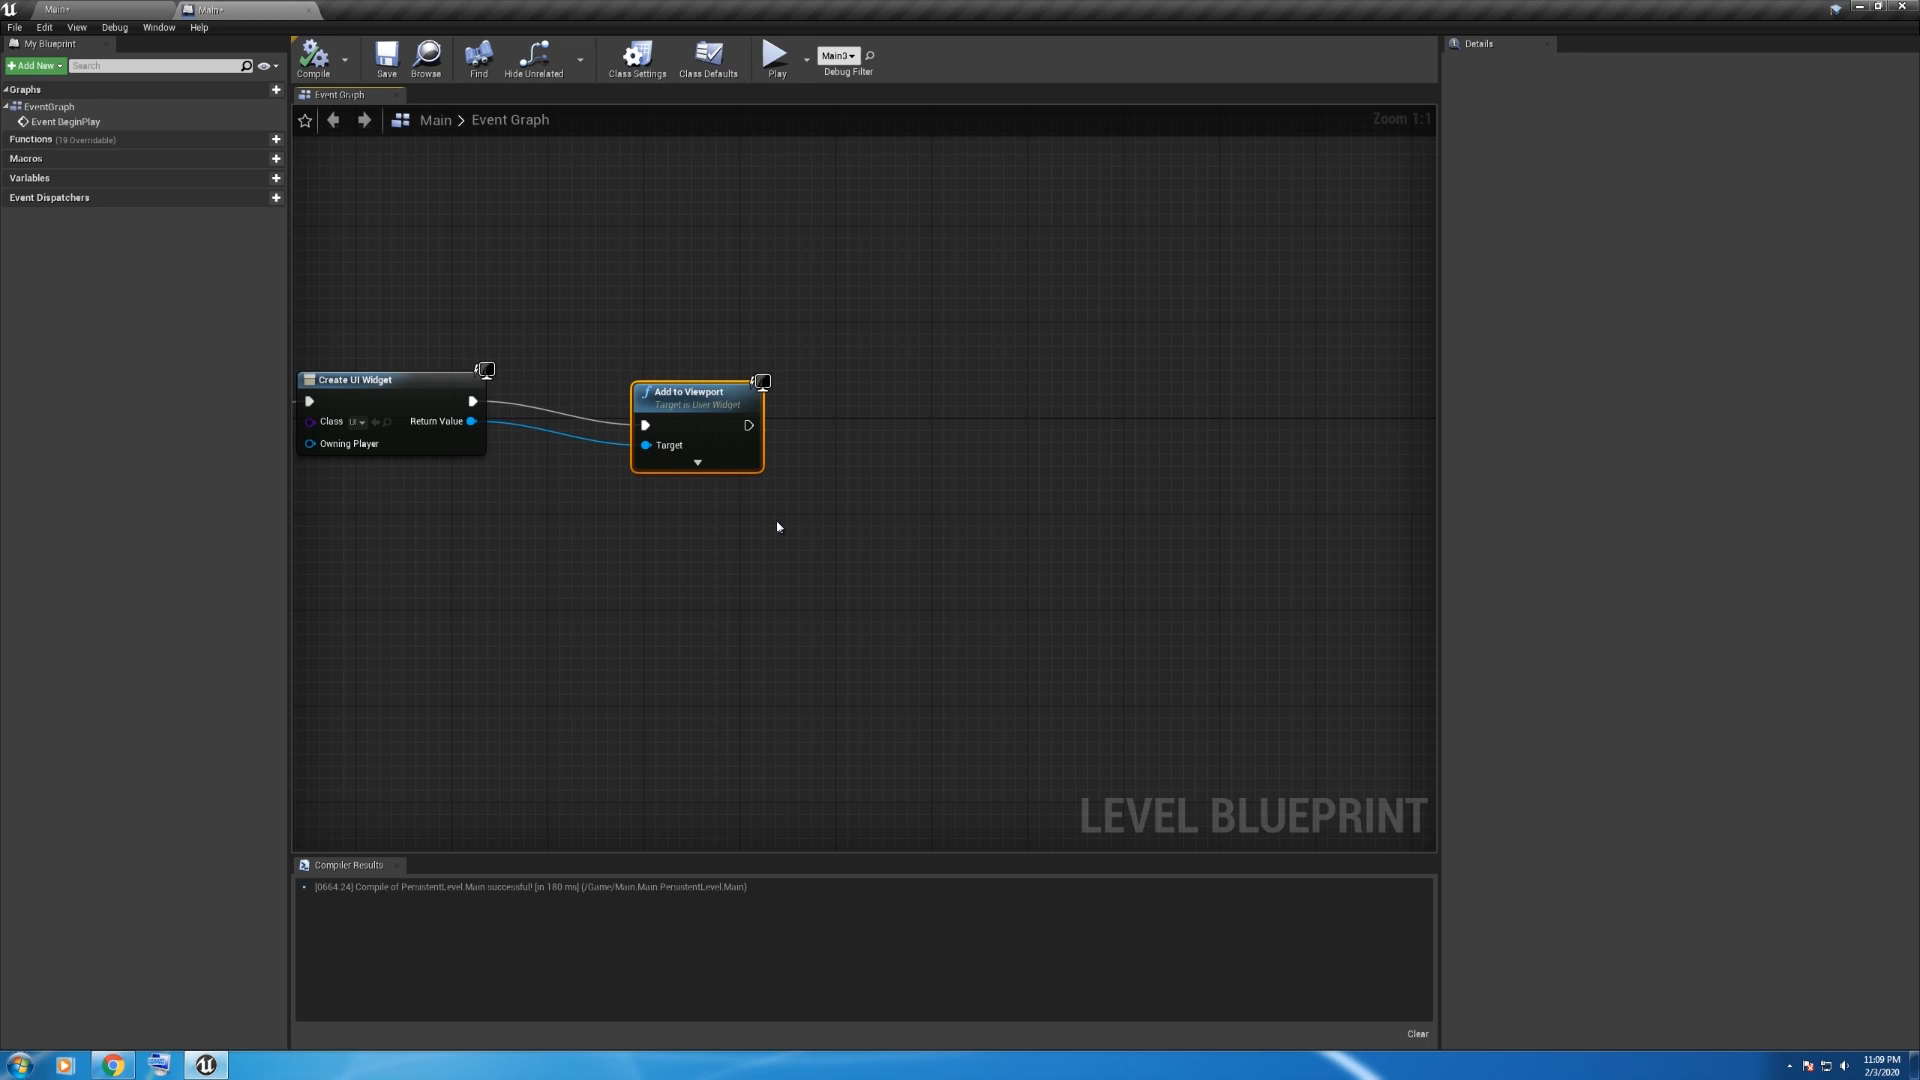 Main*
Main*
File Edit View Debug Window Help
My Blueprint
Add New
Search
Graphs
EventGraph
Event BeginPlay
Functions (19 Overridable)
Macros
Variables
Event Dispatchers
Compile
Save
Browse
Find
Hide Unrelated
Class Settings
Class Defaults
Play
Main3
Debug Filter
Event Graph
Main > Event Graph
Zoom 1:1
Create UI Widget
Class UI
Return Value
Owning Player
Add to Viewport
Target is User Widget
Target
LEVEL BLUEPRINT
Compiler Results
[0664.24] Compile of PersistentLevel.Main successful! [in 180 ms] (/Game/Main.Main:PersistentLevel.Main)
Clear
Details
11:09 PM
2/3/2020